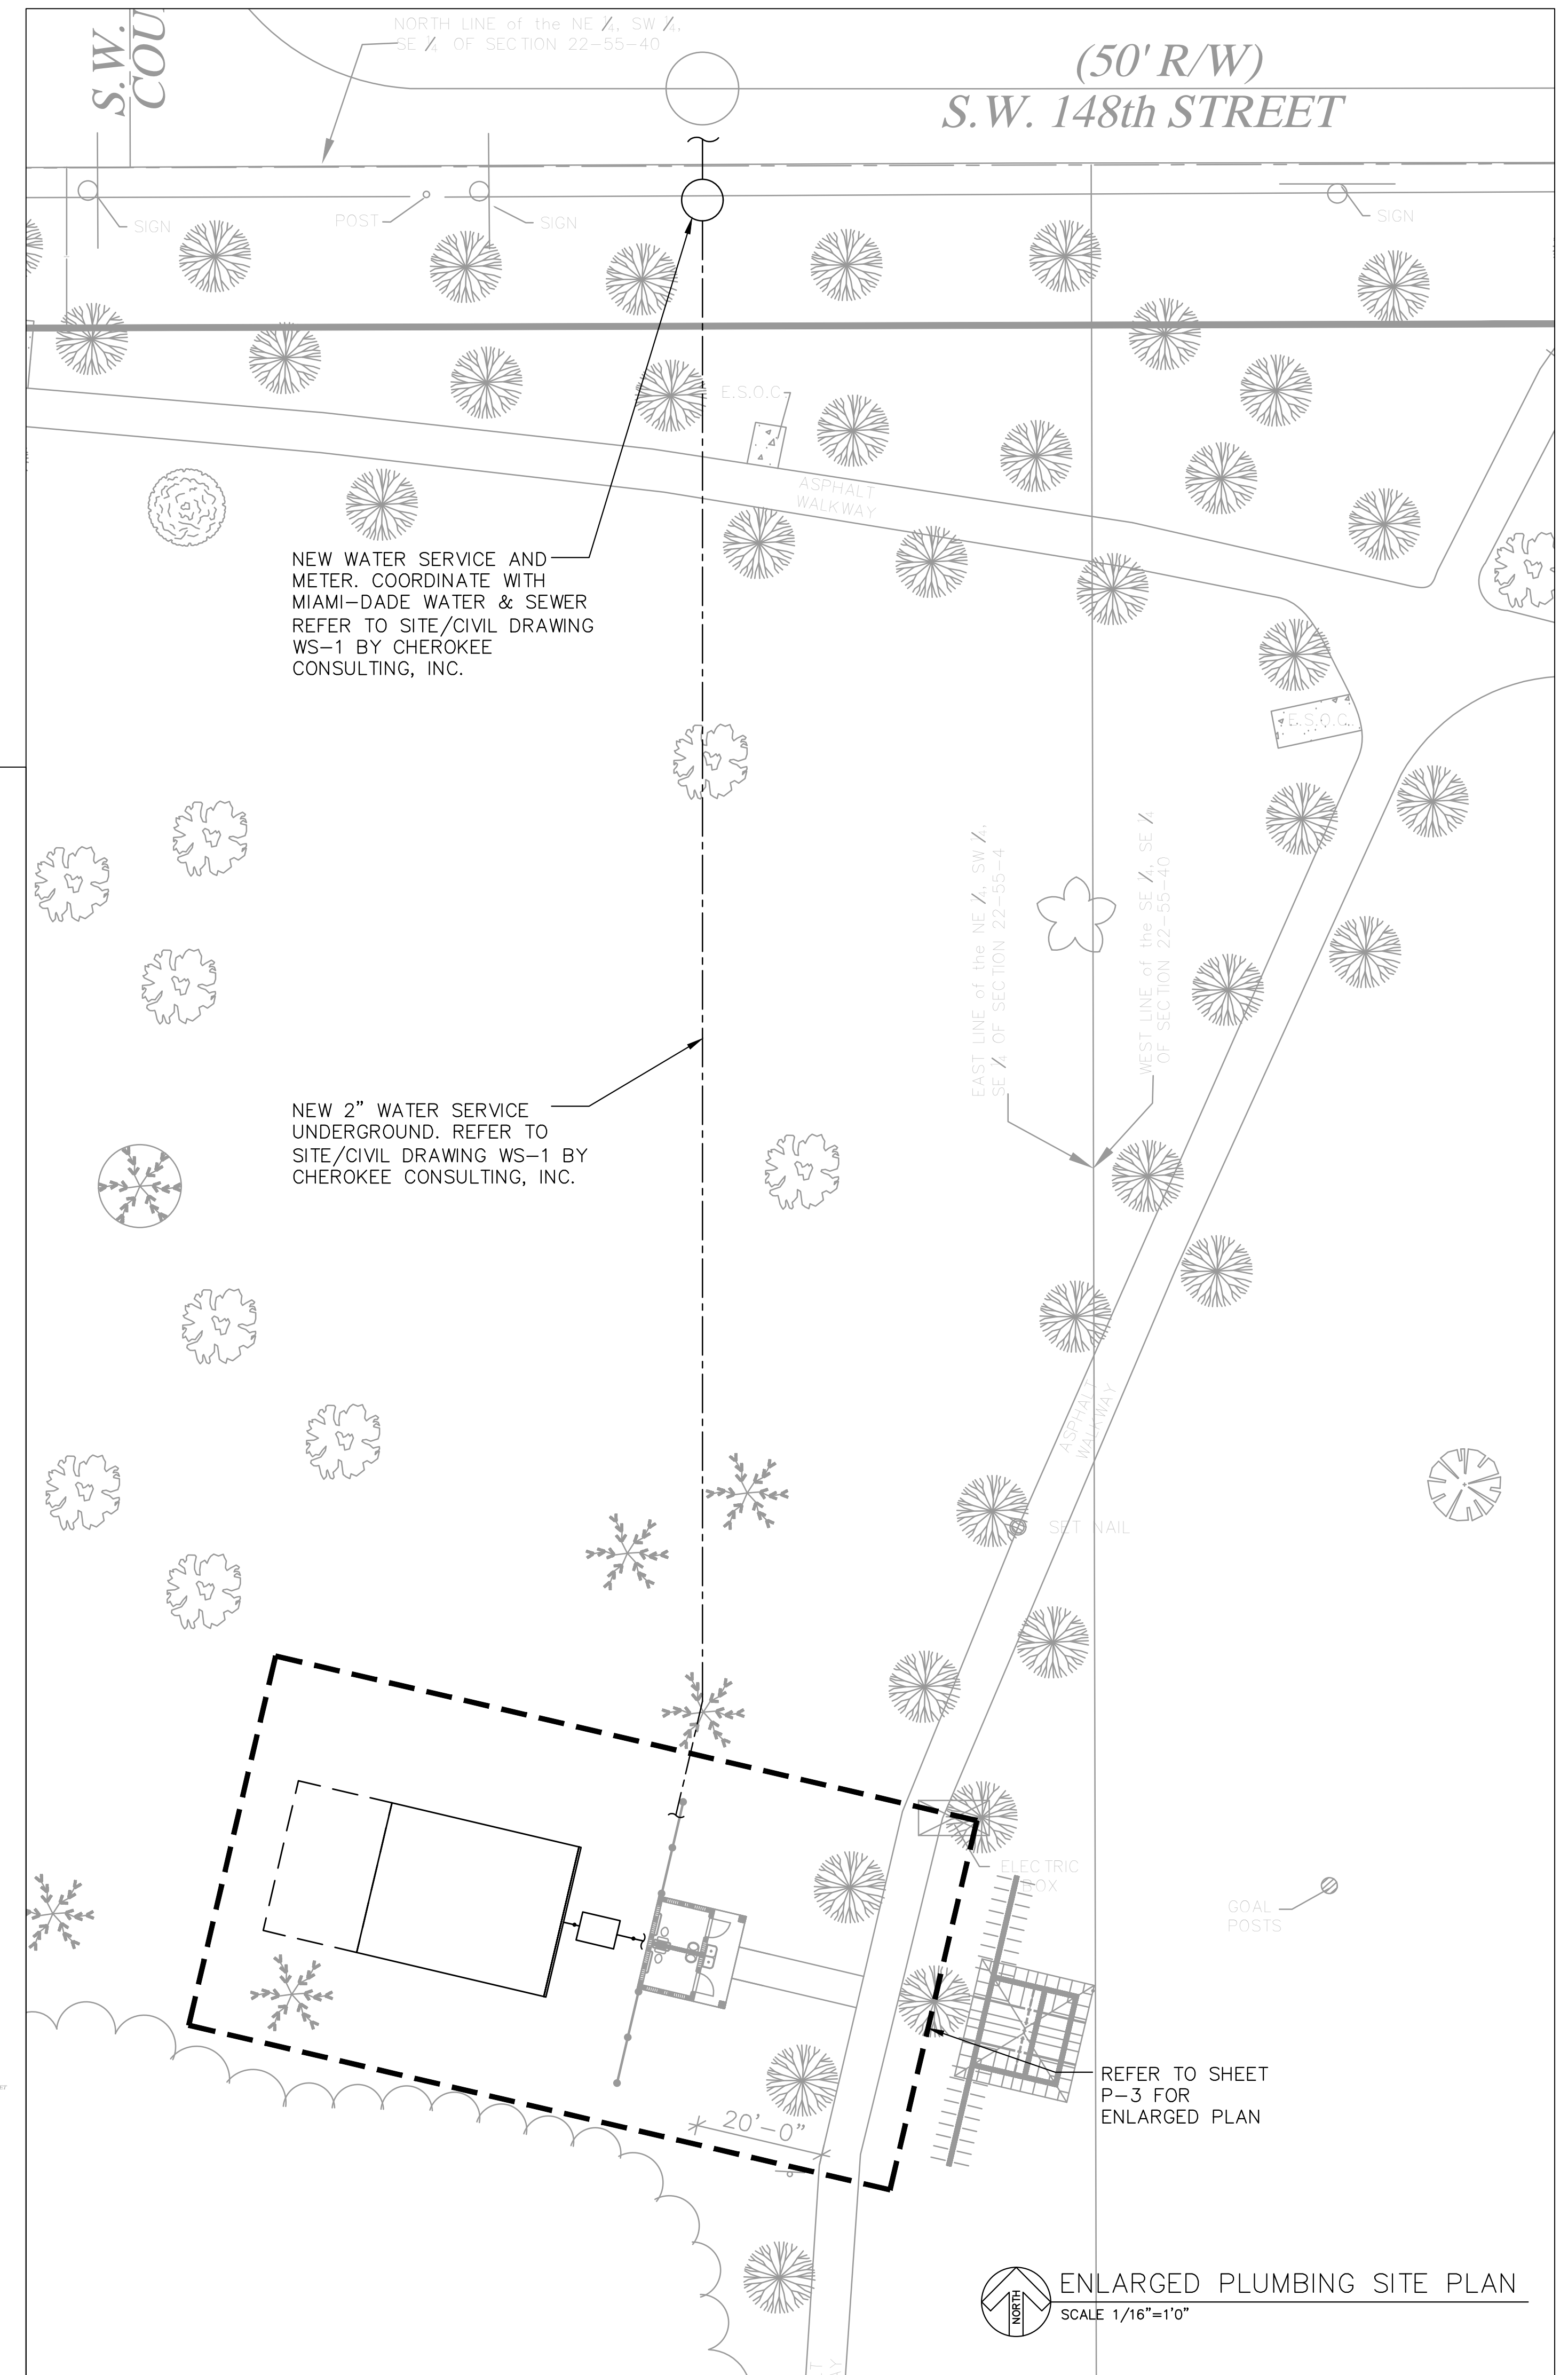 S.W.
COU
NORTH LINE of the NE ¼, SW ¼,
SE ¼ OF SECTION 22-55-40
(50' R/W)
S.W. 148th STREET
SIGN
POST
SIGN
SIGN
E.S.O.C.
ASPHALT
WALKWAY
NEW WATER SERVICE AND
METER. COORDINATE WITH
MIAMI-DADE WATER & SEWER
REFER TO SITE/CIVIL DRAWING
WS-1 BY CHEROKEE
CONSULTING, INC.
E.S.O.C.
EAST LINE of the NE ¼, SW ¼,
SE ¼ OF SECTION 22-55-4
WEST LINE of the SE ¼, SE ¼
OF SECTION 22-55-40
NEW 2" WATER SERVICE
UNDERGROUND. REFER TO
SITE/CIVIL DRAWING WS-1 BY
CHEROKEE CONSULTING, INC.
ASPHALT
WALKWAY
SET NAIL
ELECTRIC
BOX
GOAL
POSTS
REFER TO SHEET
P-3 FOR
ENLARGED PLAN
20'-0"
NORTH
ENLARGED PLUMBING SITE PLAN
SCALE 1/16"=1'0"